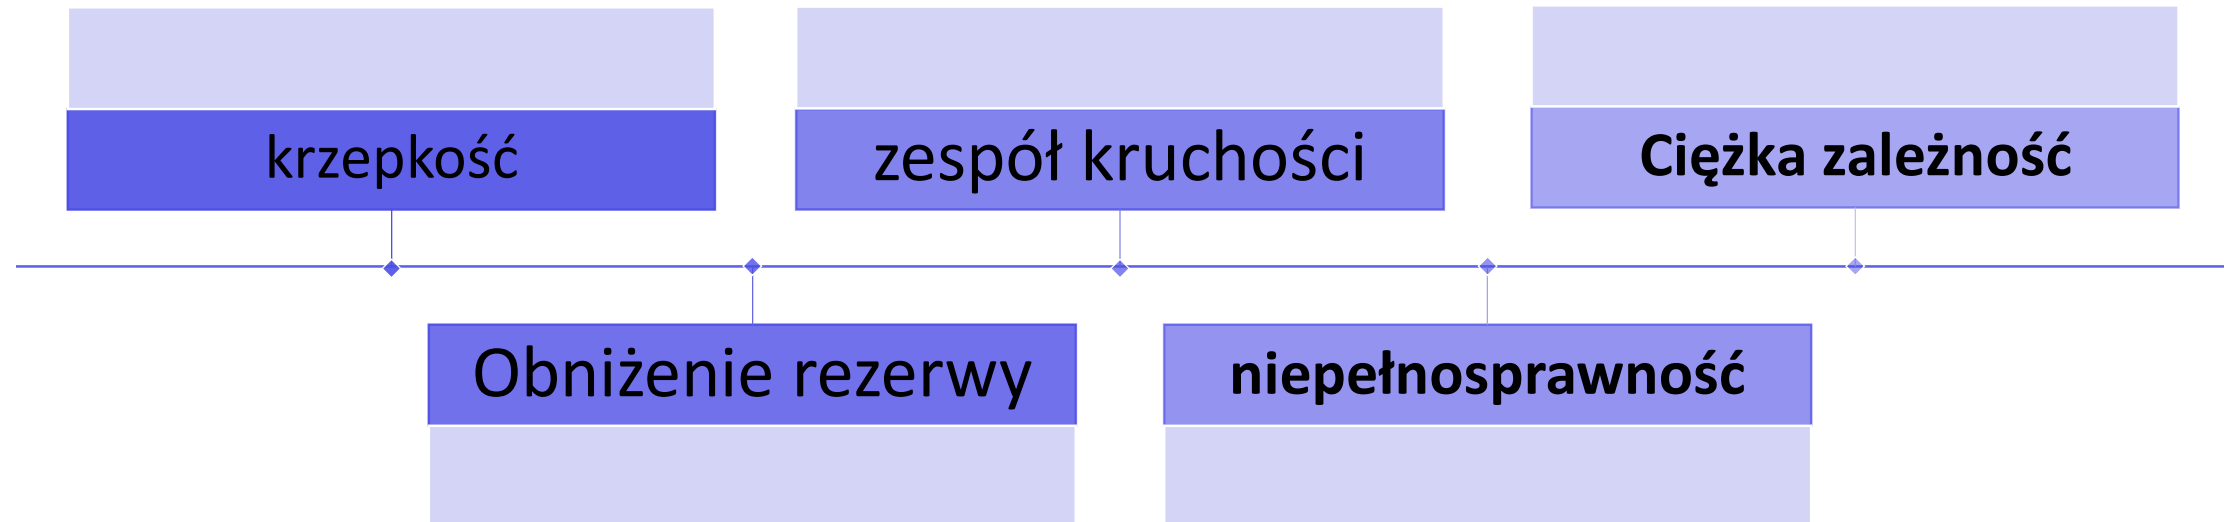 krzepkość
zespół kruchości
Ciężka zależność
Obniżenie rezerwy
niepełnosprawność